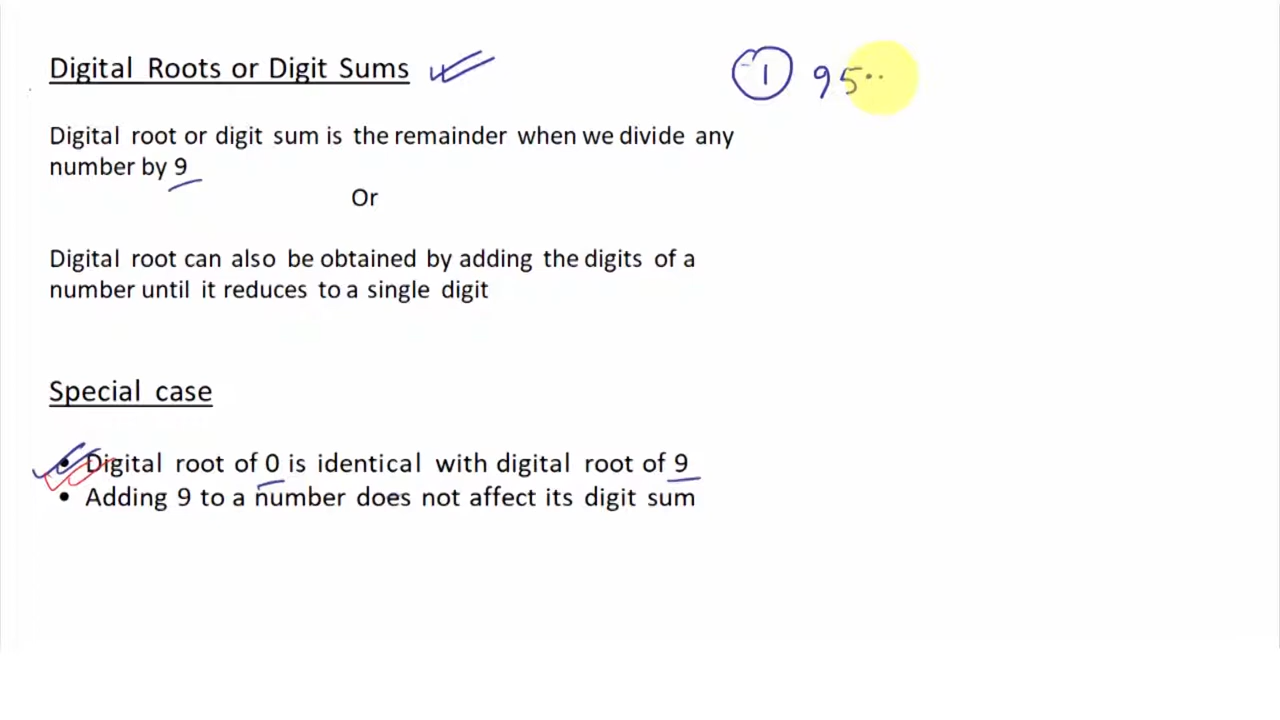 Digital Roots or Digit Sums
1 95..
Digital root or digit sum is the remainder when we divide any
number by 9
Or
Digital root can also be obtained by adding the digits of a
number until it reduces to a single digit
Special case
• Digital root of 0 is identical with digital root of 9
• Adding 9 to a number does not affect its digit sum